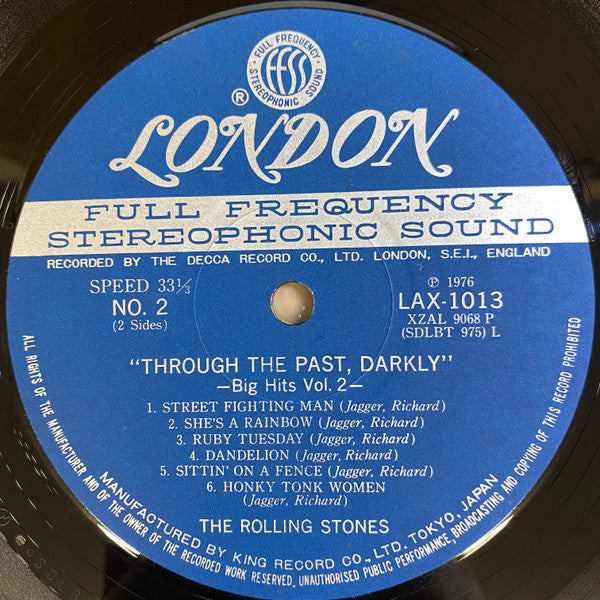 FULL FREQUENCY
STEREOPHONIC SOUND
FFSS
®
LONDON
FULL FREQUENCY
STEREOPHONIC SOUND
RECORDED BY THE DECCA RECORD CO., LTD. LONDON, S.E.I., ENGLAND
SPEED 33⅓
NO. 2
(2 Sides)
℗ 1976
LAX-1013
XZAL 9068 P
(SDLBT 975) L
"THROUGH THE PAST, DARKLY"
—Big Hits Vol. 2—
1. STREET FIGHTING MAN (Jagger, Richard)
2. SHE'S A RAINBOW (Jagger, Richard)
3. RUBY TUESDAY (Jagger, Richard)
4. DANDELION (Jagger, Richard)
5. SITTIN' ON A FENCE (Jagger, Richard)
6. HONKY TONK WOMEN
(Jagger, Richard)
THE ROLLING STONES
MANUFACTURED BY KING RECORD CO., LTD. TOKYO, JAPAN
ALL RIGHTS OF THE MANUFACTURER AND OF THE OWNER OF THE RECORDED WORK RESERVED, UNAUTHORISED PUBLIC PERFORMANCE, BROADCASTING AND COPYING OF THIS RECORD PROHIBITED